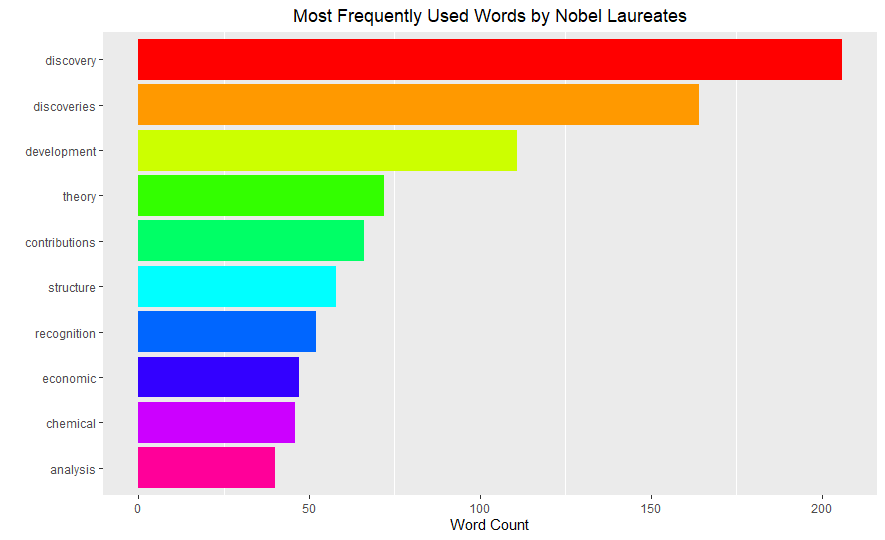 Most Frequently Used Words by Nobel Laureates
discovery
discoveries
development
theory
contributions
structure
recognition
economic
chemical
analysis
0 50 100 150 200
Word Count